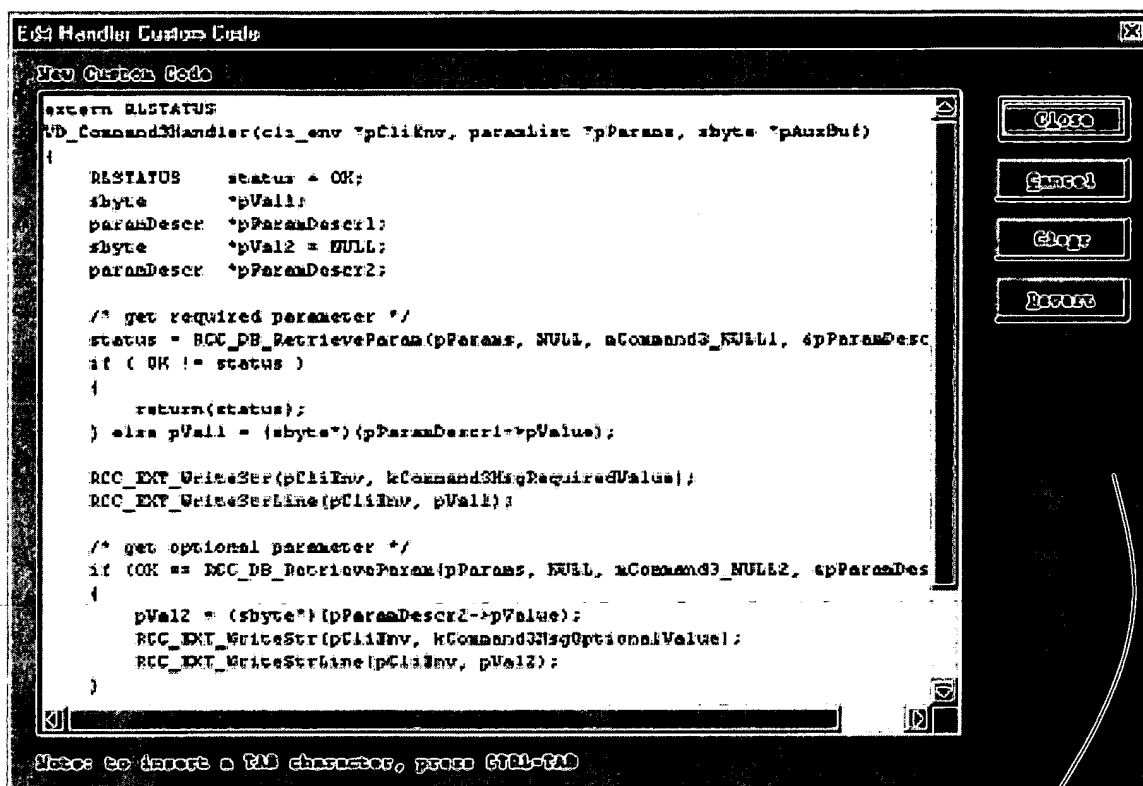 Edit Handler Custom Code
New Custom Code
extern RLSTATUS
VD_Command3Handler(cli_env *pCliEnv, paramlist *pParams, sbyte *pAuxBuf)
{
RLSTATUS status = OK;
sbyte *pVal1;
paramDescr *pParamDescr1;
sbyte *pVal2 = NULL;
paramDescr *pParamDescr2;
/* get required parameter */
status = RCC_DB_RetrieveParam(pParams, NULL, mCommand3_NULL1, &pParamDesc
if ( OK != status )
{
return(status);
} else pVal1 = (sbyte*)(pParamDescr1->pValue);
RCC_EXT_WriteStr(pCliEnv, kCommand3MsgRequiredValue);
RCC_EXT_WriteStrLine(pCliEnv, pVal1);
/* get optional parameter */
if (OK == RCC_DB_RetrieveParam(pParams, NULL, mCommand3_NULL2, &pParamDes
{
pVal2 = (sbyte*)(pParamDescr2->pValue);
RCC_EXT_WriteStr(pCliEnv, kCommand3MsgOptionalValue);
RCC_EXT_WriteStrLine(pCliEnv, pVal2);
}
Note: to insert a TAB character, press CTRL-TAB
Close
Cancel
Clear
Revert